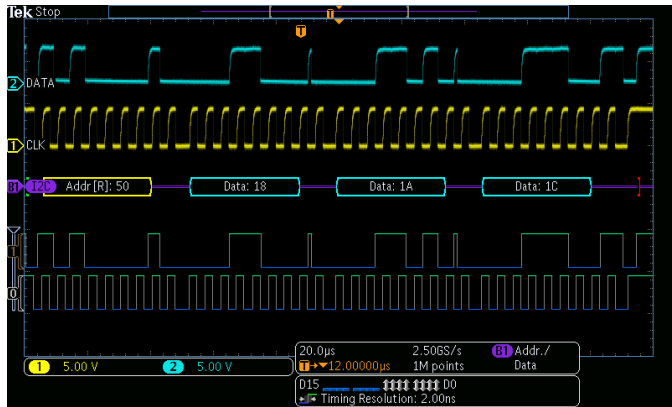 Tek Stop
T
T
2 DATA
1 CLK
B1 I2C Addr[R]: 50 Data: 18 Data: 1A Data: 1C
1
0
20.0µs 2.50GS/s B1 Addr./
T→▼12.00000µs 1M points Data
1 5.00 V 2 5.00 V
D15 D0
Timing Resolution: 2.00ns